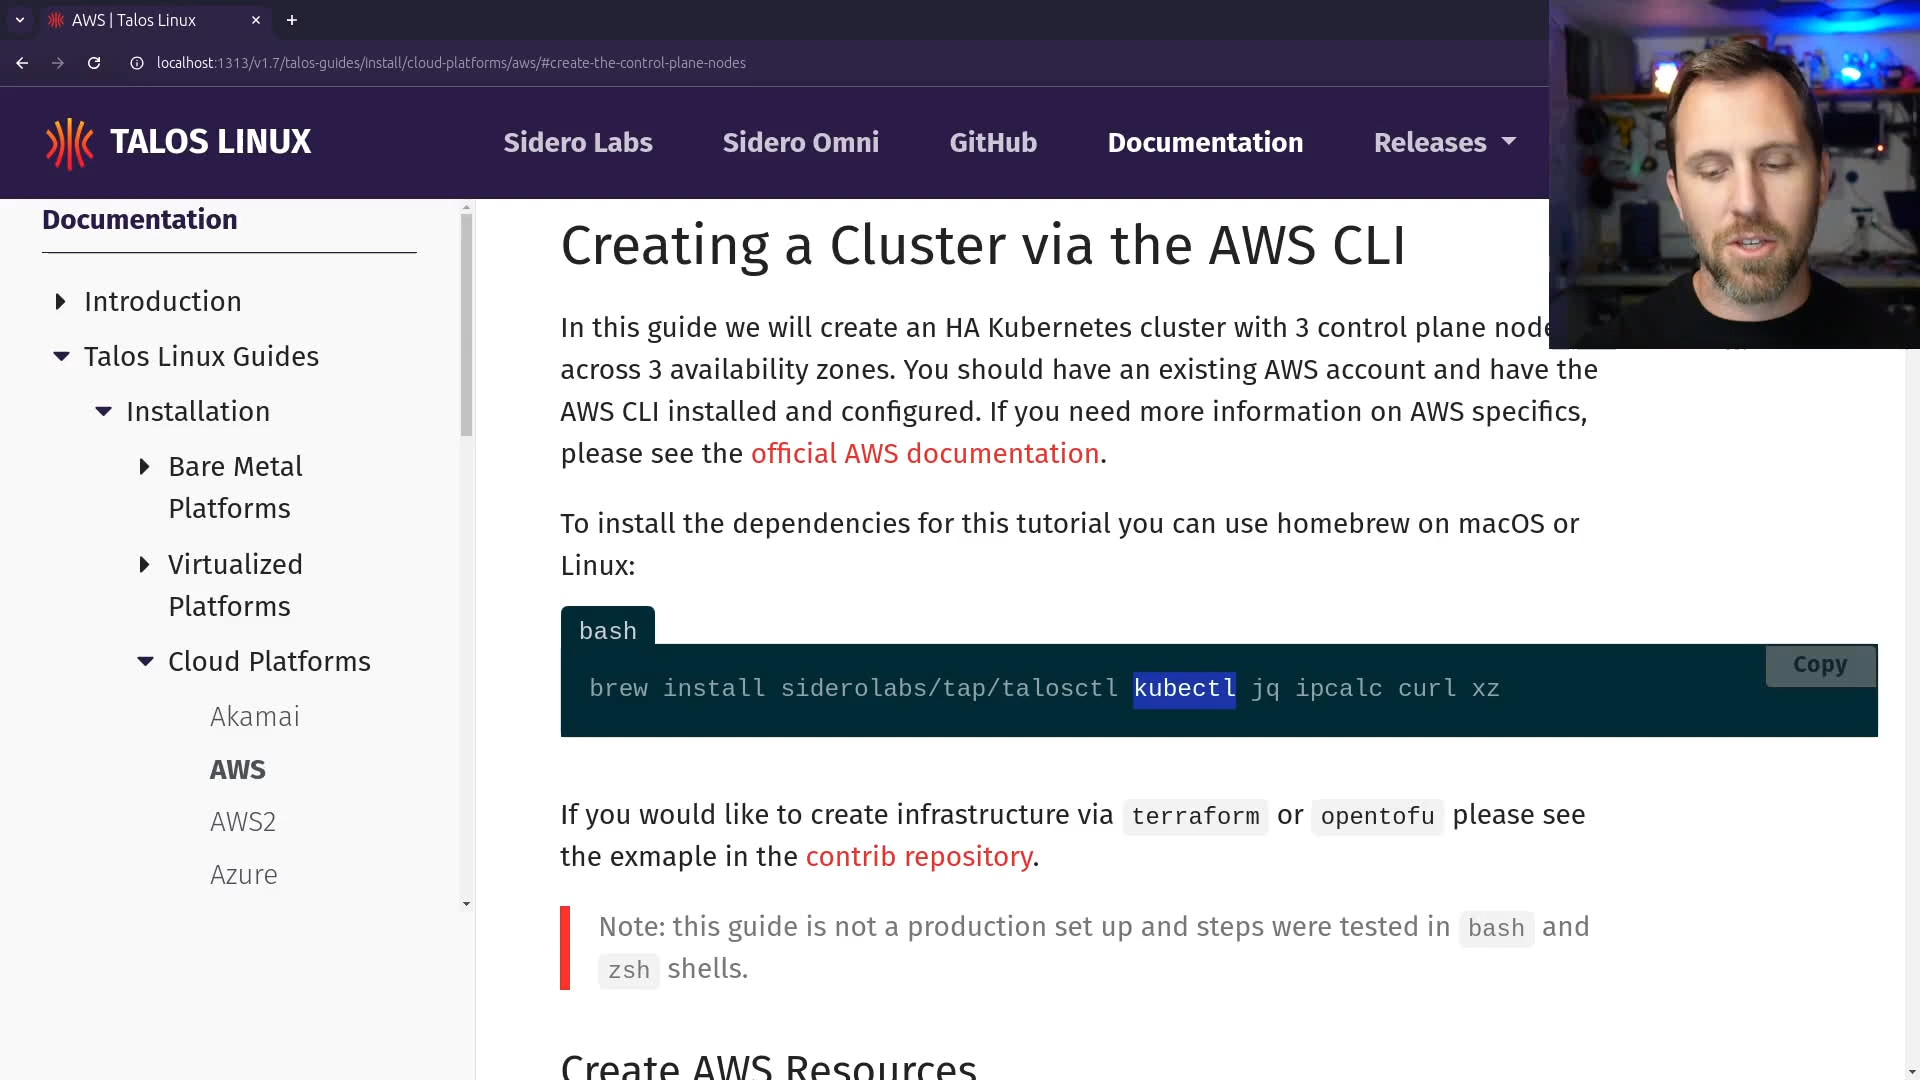 AWS | Talos Linux
localhost:1313/v1.7/talos-guides/install/cloud-platforms/aws/#create-the-control-plane-nodes
TALOS LINUX
Sidero Labs
Sidero Omni
GitHub
Documentation
Releases
Documentation
Introduction
Talos Linux Guides
Installation
Bare Metal
Platforms
Virtualized
Platforms
Cloud Platforms
Akamai
AWS
AWS2
Azure
Creating a Cluster via the AWS CLI
In this guide we will create an HA Kubernetes cluster with 3 control plane node
across 3 availability zones. You should have an existing AWS account and have the
AWS CLI installed and configured. If you need more information on AWS specifics,
please see the official AWS documentation.
To install the dependencies for this tutorial you can use homebrew on macOS or
Linux:
bash
Copy
brew install siderolabs/tap/talosctl kubectl jq ipcalc curl xz
If you would like to create infrastructure via terraform or opentofu please see
the exmaple in the contrib repository.
Note: this guide is not a production set up and steps were tested in bash and
zsh shells.
Create AWS Resources